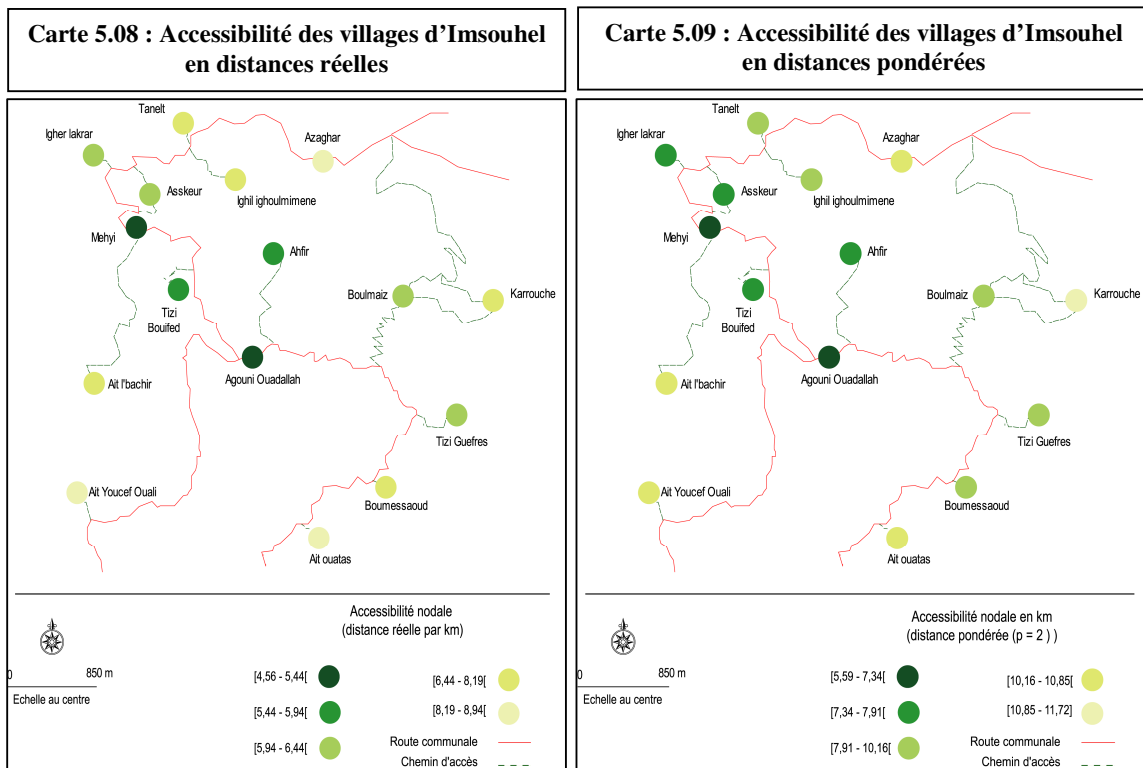 Carte 5.08 : Accessibilité des villages d'Imsouhel
en distances réelles
Tanelt
Igher lakrar
Azaghar
Asskeur
Ighil ighoulmimene
Mehyi
Ahfir
Boulmaiz
Karrouche
Tizi
Bouifed
Agouni Ouadallah
Ait l'bachir
Tizi Guefres
Ait Youcef Ouali
Boumessaoud
Ait ouatas
Accessibilité nodale
(distance réelle par km)
0 850 m
Echelle au centre
[4,56 - 5,44[
[5,44 - 5,94[
[5,94 - 6,44[
[6,44 - 8,19[
[8,19 - 8,94[
Route communale
Chemin d'accès
Carte 5.09 : Accessibilité des villages d'Imsouhel
en distances pondérées
Tanelt
Igher lakrar
Azaghar
Asskeur
Ighil ighoulmimene
Mehyi
Ahfir
Boulmaiz
Karrouche
Tizi
Bouifed
Agouni Ouadallah
Ait l'bachir
Tizi Guefres
Ait Youcef Ouali
Boumessaoud
Ait ouatas
Accessibilité nodale en km
(distance pondérée (p = 2 ) )
0 850 m
Echelle au centre
[5,59 - 7,34[
[7,34 - 7,91[
[7,91 - 10,16[
[10,16 - 10,85[
[10,85 - 11,72]
Route communale
Chemin d'accès